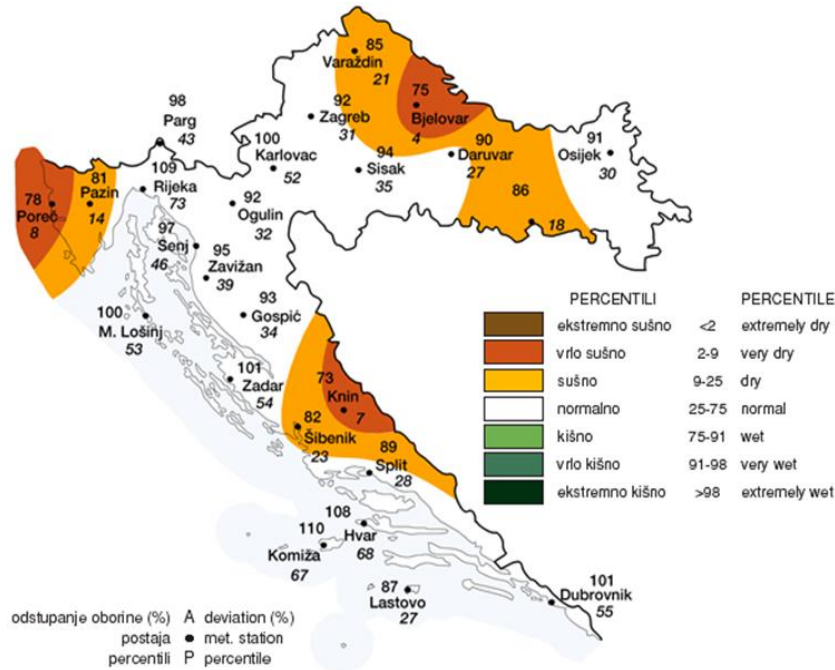 85
Varaždin
21
75
Bjelovar
4
92
Zagreb
31
98
Parg
43
100
Karlovac
52
94
Sisak
35
90
Daruvar
27
91
Osijek
30
86
18
109
Rijeka
73
81
Pazin
14
78
Poreč
8
92
Ogulin
32
97
Senj
46
95
Zavižan
39
93
Gospić
34
100
M. Lošinj
53
101
Zadar
54
73
Knin
7
82
Šibenik
23
89
Split
28
108
Hvar
68
110
Komiža
67
87
Lastovo
27
101
Dubrovnik
55
PERCENTILI PERCENTILE
ekstremno sušno <2 extremely dry
vrlo sušno 2-9 very dry
sušno 9-25 dry
normalno 25-75 normal
kišno 75-91 wet
vrlo kišno 91-98 very wet
ekstremno kišno >98 extremely wet
odstupanje oborine (%) A deviation (%)
postaja met. station
percentili P percentile